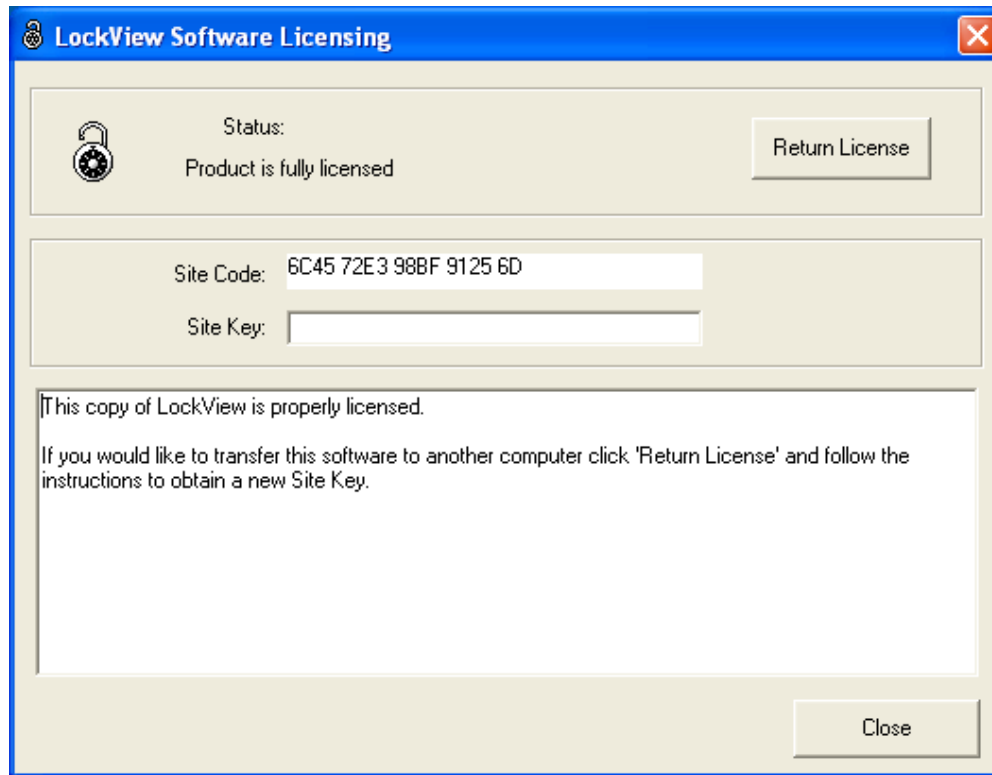 LockView Software Licensing
Status:
Return License
Product is fully licensed
Site Code: 6C45 72E3 98BF 9125 6D
Site Key:
This copy of LockView is properly licensed.
If you would like to transfer this software to another computer click 'Return License' and follow the
instructions to obtain a new Site Key.
Close